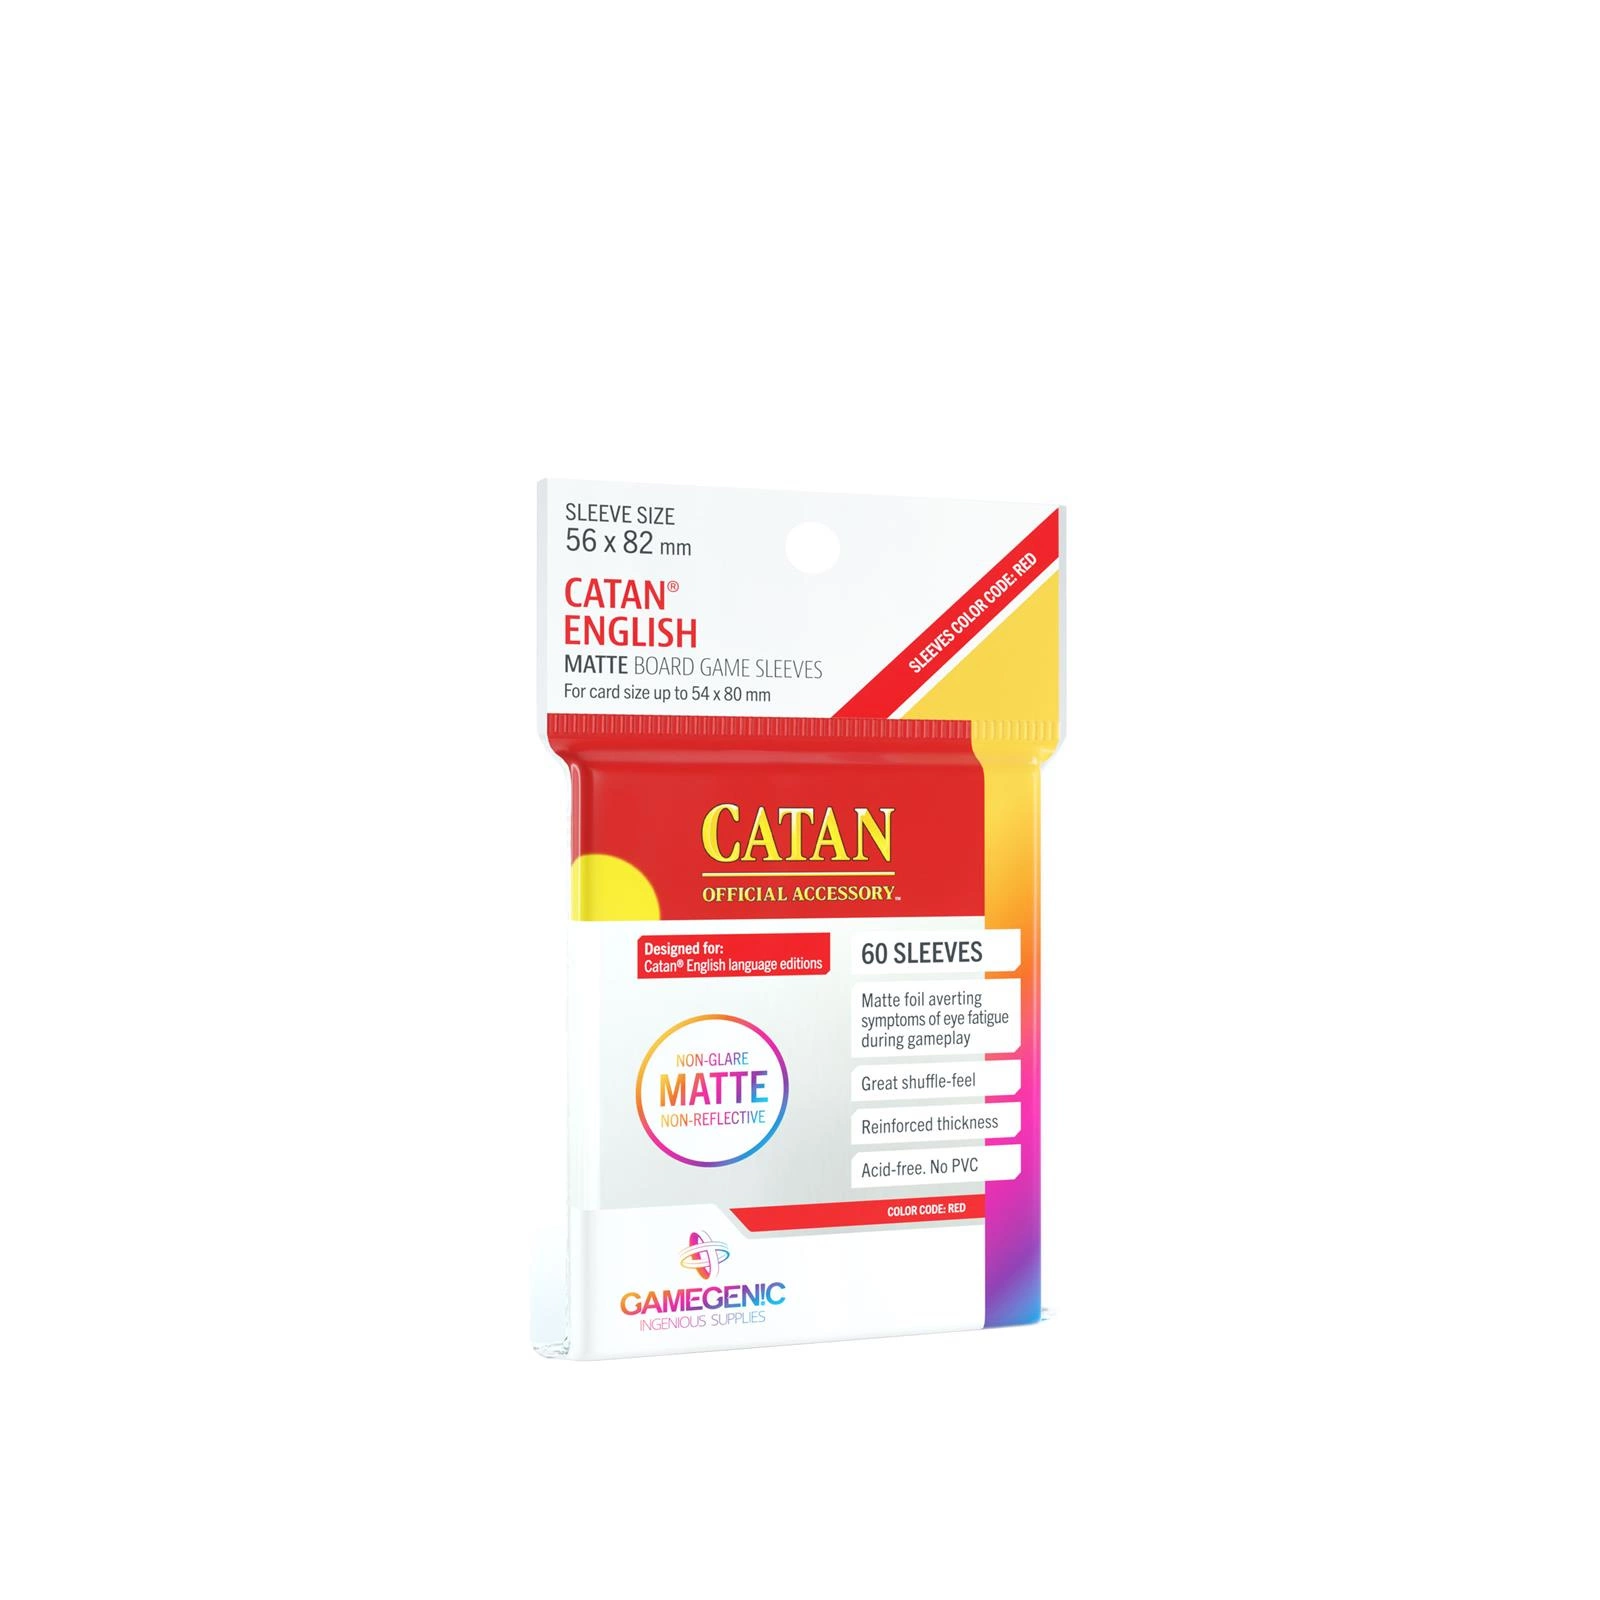 SLEEVE SIZE
56 x 82 mm
CATAN®
ENGLISH
MATTE BOARD GAME SLEEVES
For card size up to 54 x 80 mm
SLEEVES COLOR CODE: RED
CATAN
OFFICIAL ACCESSORY™
Designed for:
Catan® English language editions
60 SLEEVES
Matte foil averting
symptoms of eye fatigue
during gameplay
Great shuffle-feel
Reinforced thickness
Acid-free. No PVC
NON-GLARE
MATTE
NON-REFLECTIVE
COLOR CODE: RED
GAMEGEN!C
INGENIOUS SUPPLIES